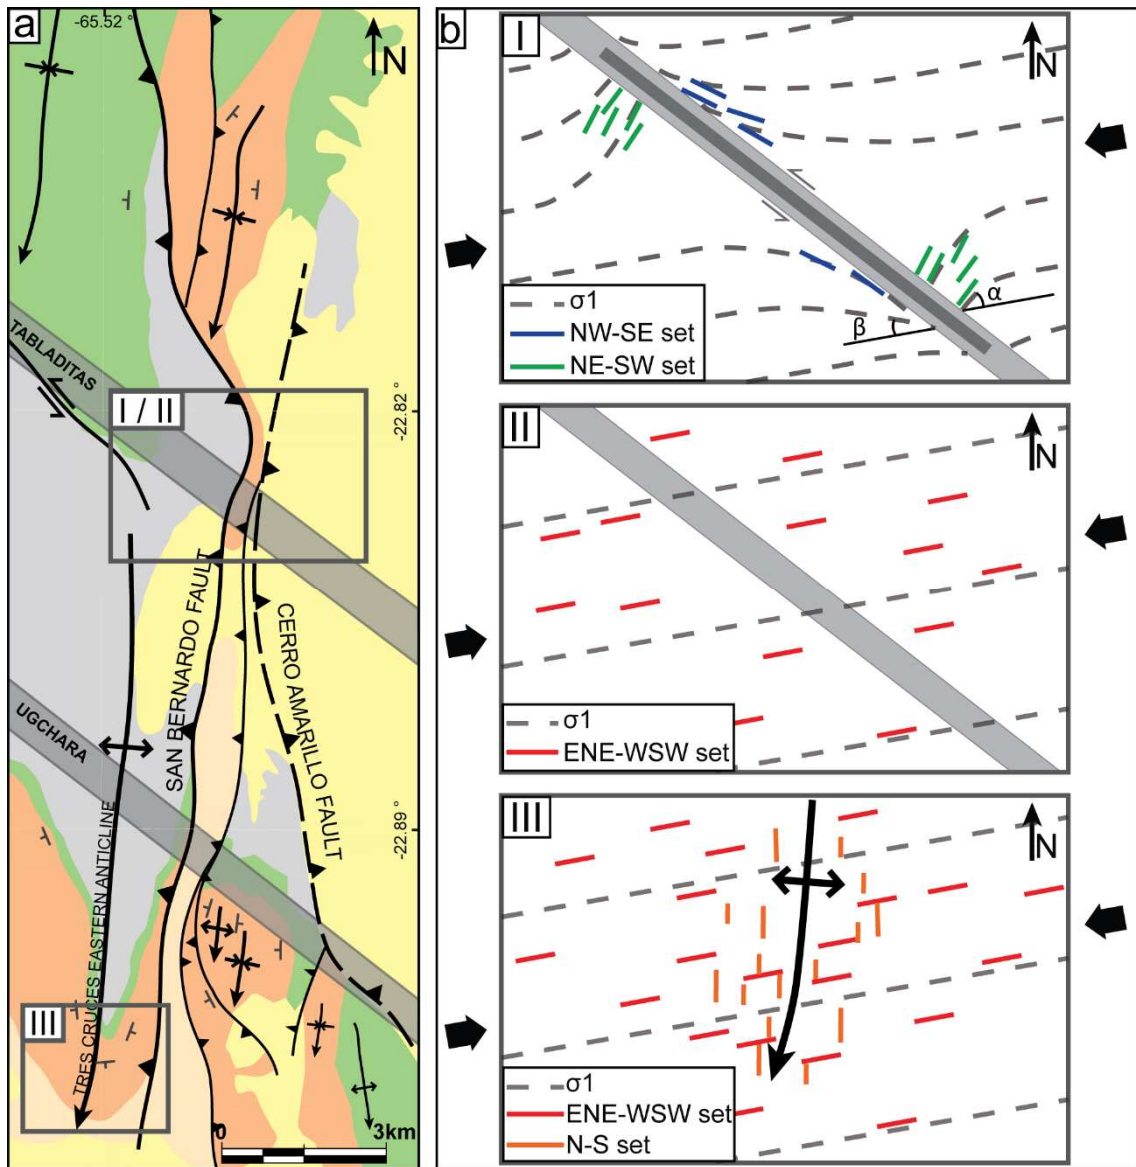 a
-65.52 °
N
TABLADITAS
I / II
-22.82 °
SAN BERNARDO FAULT
CERRO AMARILLO FAULT
UGCHARA
TRES CRUCES EASTERN ANTICLINE
-22.89 °
III
0
3km
b
I
N
α
β
σ1
NW-SE set
NE-SW set
II
N
σ1
ENE-WSW set
III
N
σ1
ENE-WSW set
N-S set